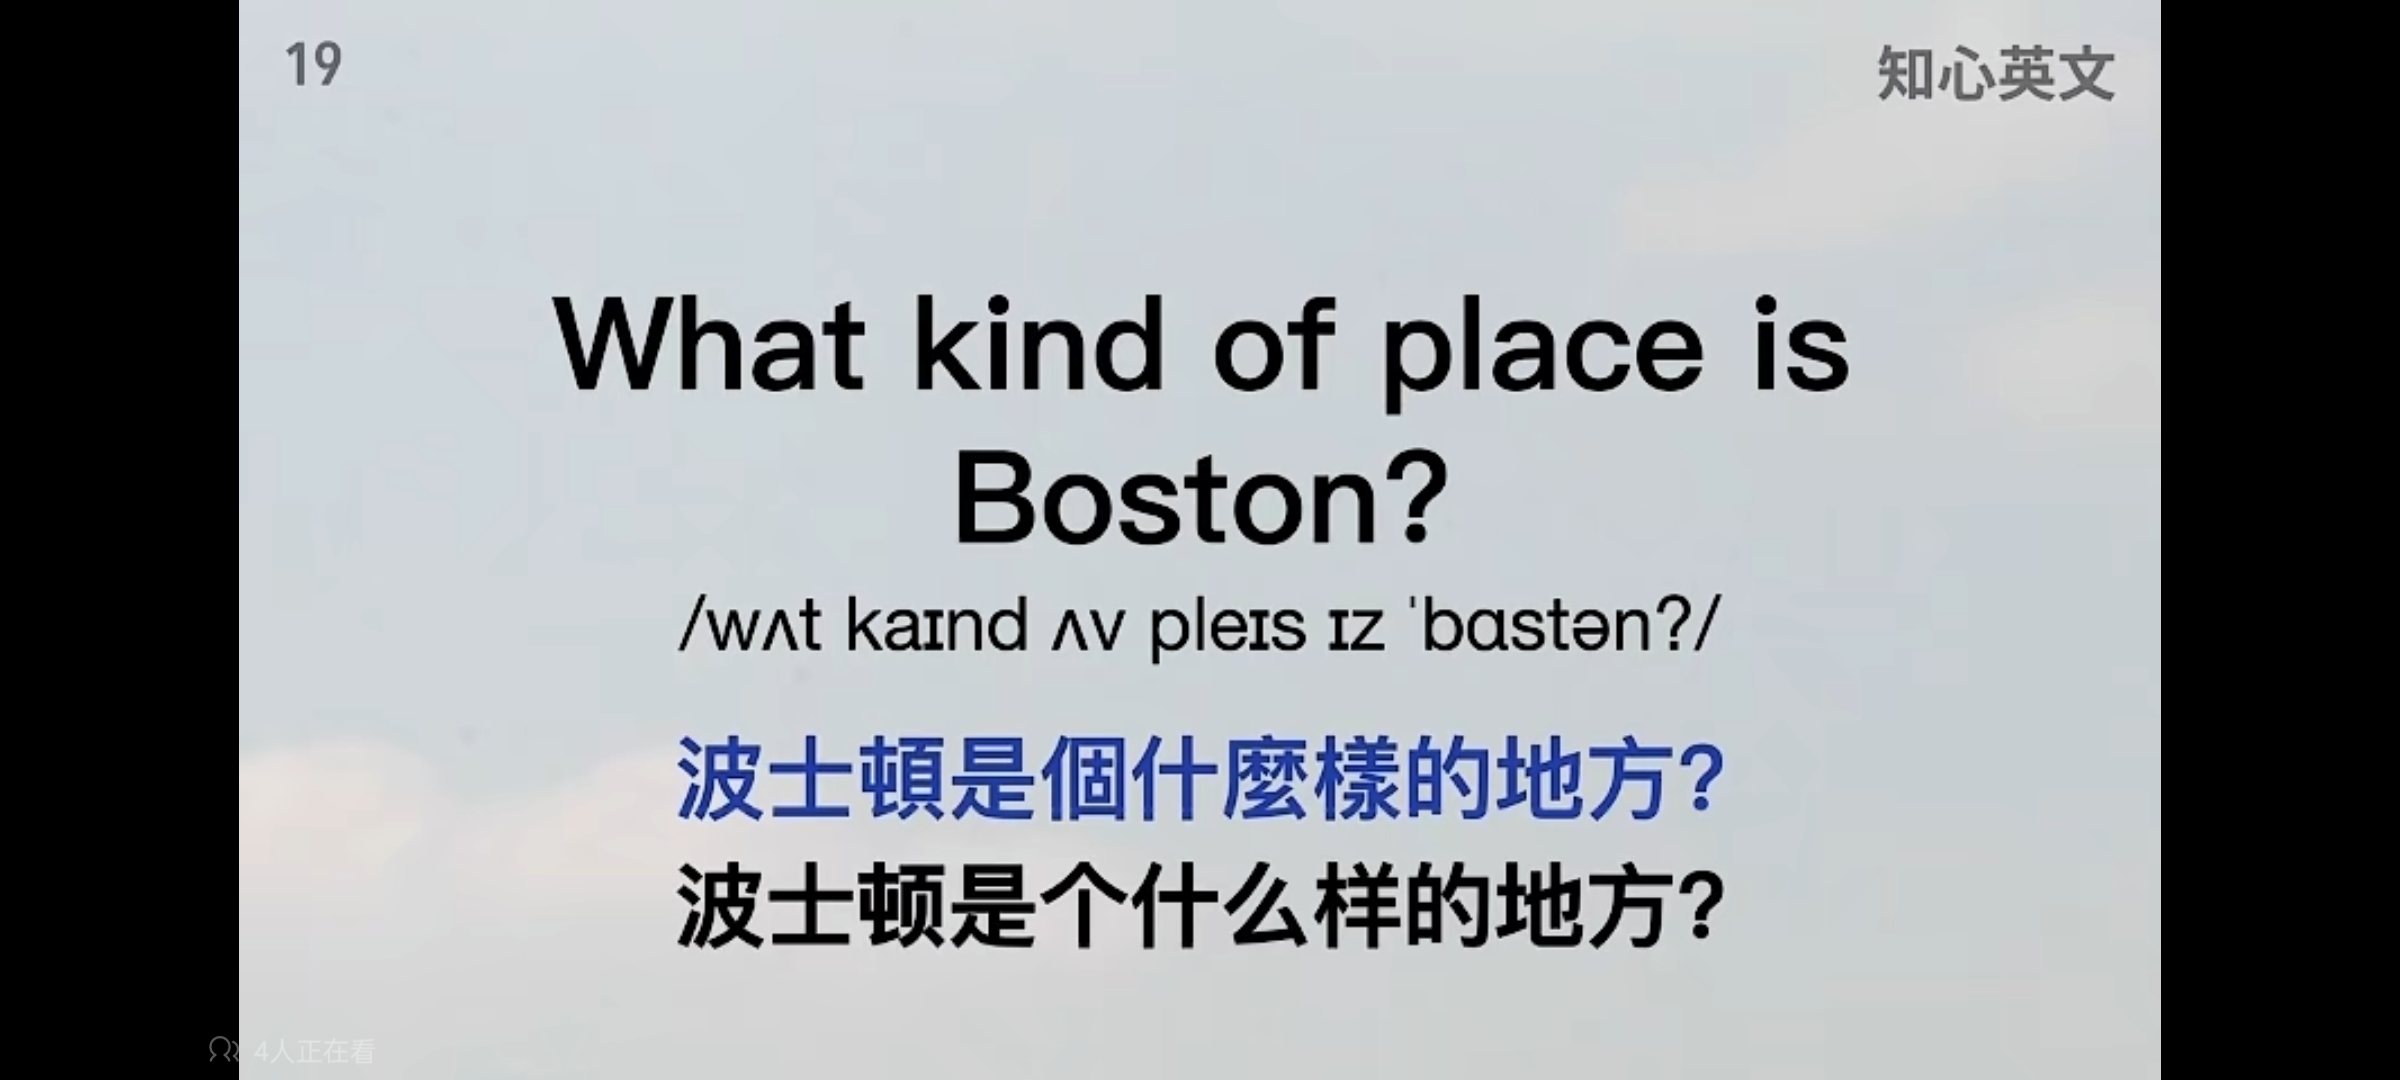 19
知心英文
What kind of place is
Boston?
/wʌt kaɪnd ʌv pleɪs ɪz ˈbɑstən?/
波士頓是個什麼樣的地方?
波士顿是个什么样的地方?
4人正在看